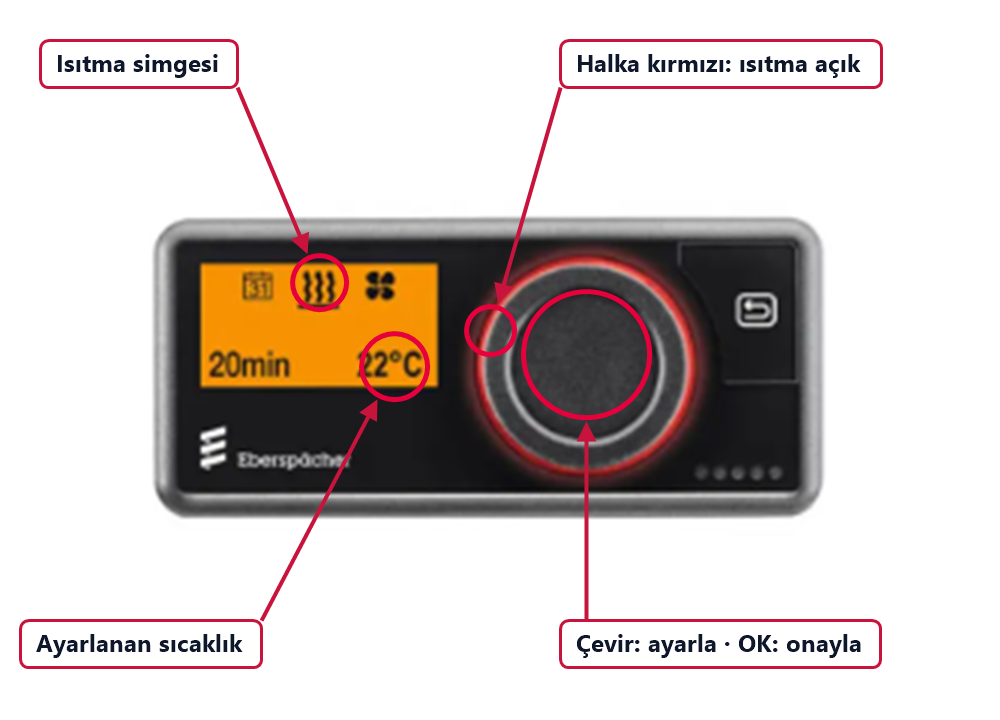 Isıtma simgesi
Halka kırmızı: ısıtma açık
31
20min
22°C
Eberspächer
Ayarlanan sıcaklık
Çevir: ayarla · OK: onayla